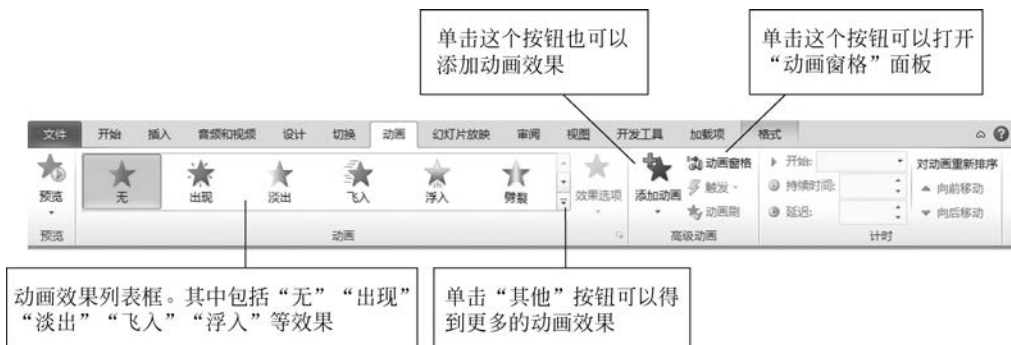 单击这个按钮也可以
添加动画效果
单击这个按钮可以打开
“动画窗格”面板
文件 开始 插入 音频和视频 设计 切换 动画 幻灯片放映 审阅 视图 开发工具 加载项 格式
预览 无 出现 淡出 飞入 浮入 劈裂 效果选项 添加动画
动画窗格 开始: 对动画重新排序
触发 持续时间: 向前移动
动画刷 延迟: 向后移动
预览 动画 高级动画 计时
动画效果列表框。其中包括“无”“出现”
“淡出”“飞入”“浮入”等效果
单击“其他”按钮可以得
到更多的动画效果